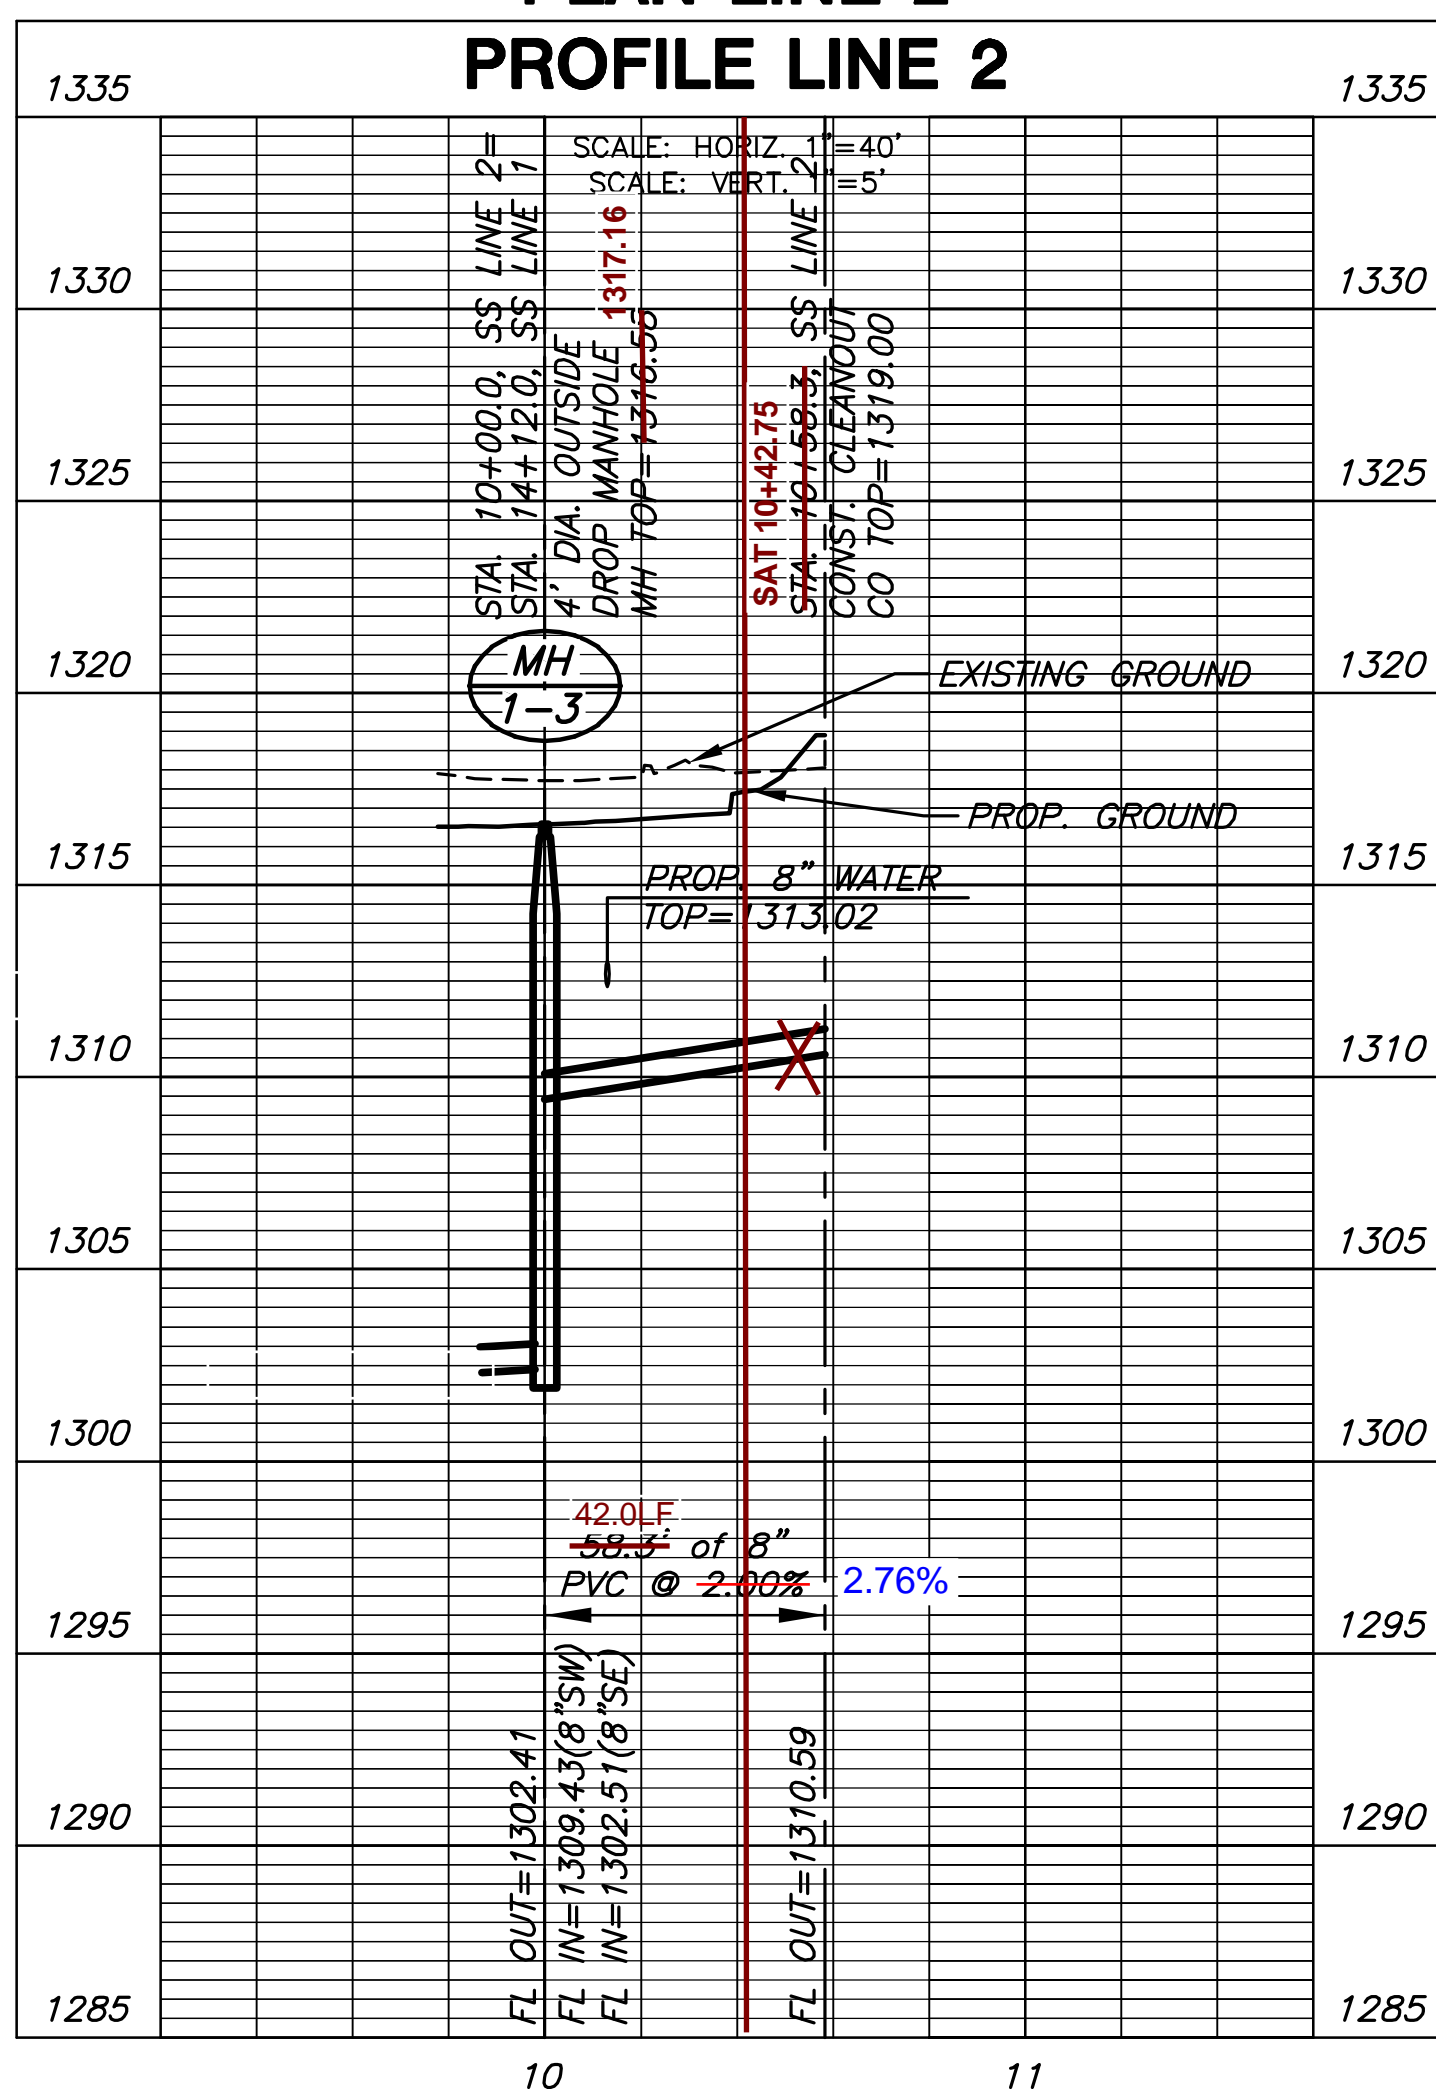 PROFILE LINE 2
SCALE: HORIZ. 1"=40'
SCALE: VERT. 1"=5'
1335
1335
1330
1330
1325
1325
1320
1320
1315
1315
1310
1310
1305
1305
1300
1300
1295
1295
1290
1290
1285
1285
STA. 10+00.0, SS LINE 2=
STA. 14+12.0, SS LINE 1
4' DIA. OUTSIDE
DROP MANHOLE
MH TOP=1316.58
1317.16
SAT 10+42.75
STA. 10+58.3, SS LINE 2
CONST. CLEANOUT
CO TOP=1319.00
MH
1-3
EXISTING GROUND
PROP. GROUND
PROP. 8" WATER
TOP=1313.02
42.0LF
58.3' of 8"
PVC @ 2.00% 2.76%
FL OUT=1302.41
FL IN=1309.43(8"SW)
FL IN=1302.51(8"SE)
FL OUT=1310.59
10
11